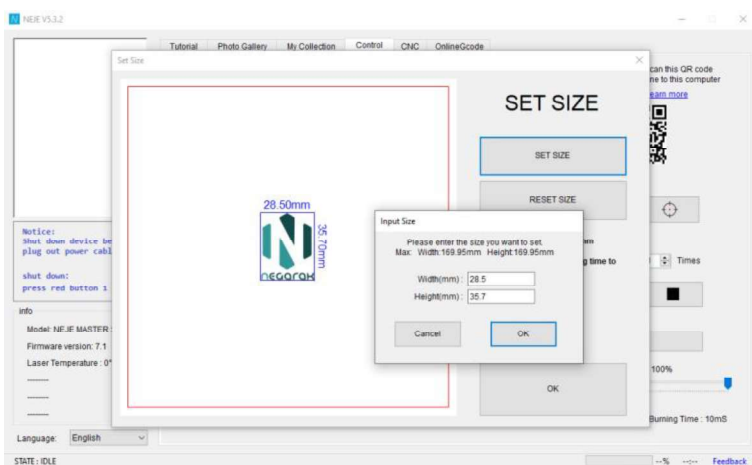 NEJE V5.3.2
Tutorial Photo Gallery My Collection Control CNC OnlineGcode
Set Size
can this QR code
me to this computer
earn more
SET SIZE
SET SIZE
RESET SIZE
28.50mm
35.70mm
NEGARAK
Input Size
Please enter the size you want to set.
Max: Width:169.95mm Height:169.95mm
Width(mm) : 28.5
Height(mm) : 35.7
Cancel OK
g time to
Times
OK
Notice:
Shut down device be
plug out power cabl
shut down:
press red button 1
info
Model: NEJE MASTER
Firmware version: 7.1
Laser Temperature : 0°
--------
--------
--------
100%
Burning Time : 10mS
Language: English
STATE : IDLE
--% --:-- Feedback